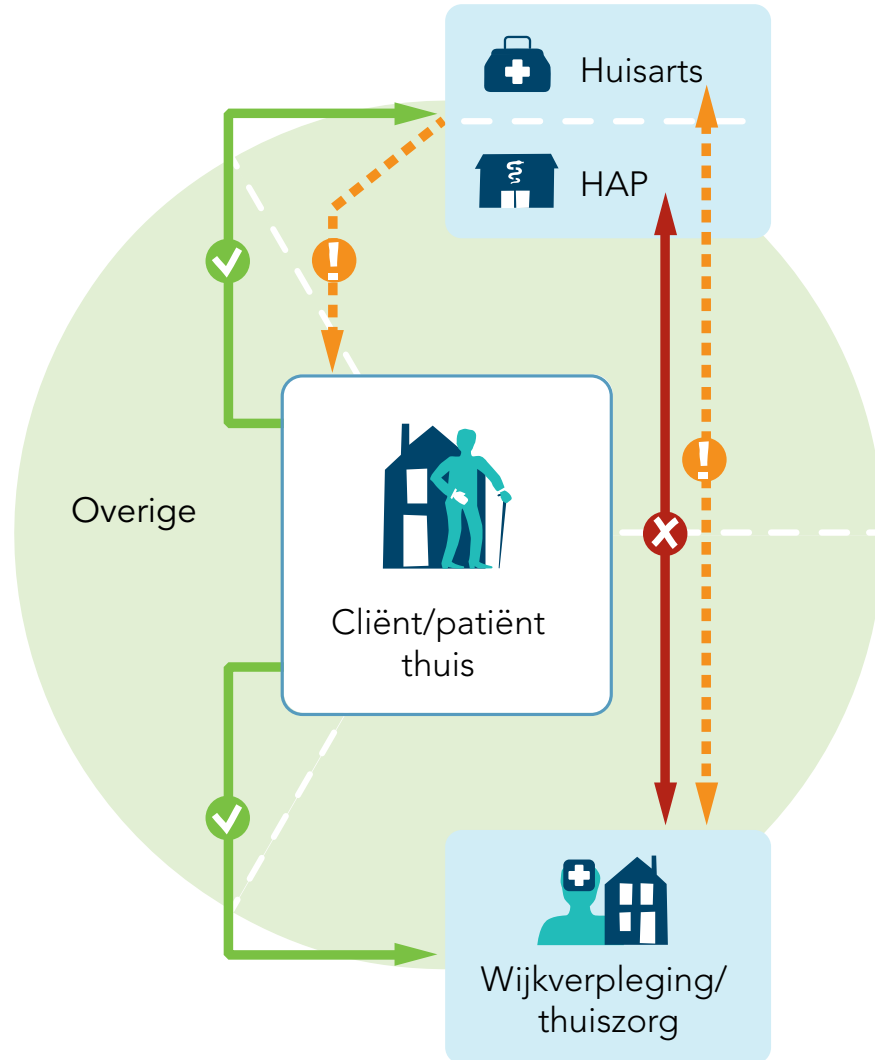 Huisarts
HAP
Overige
Cliënt/patiënt
thuis
Wijkverpleging/
thuiszorg